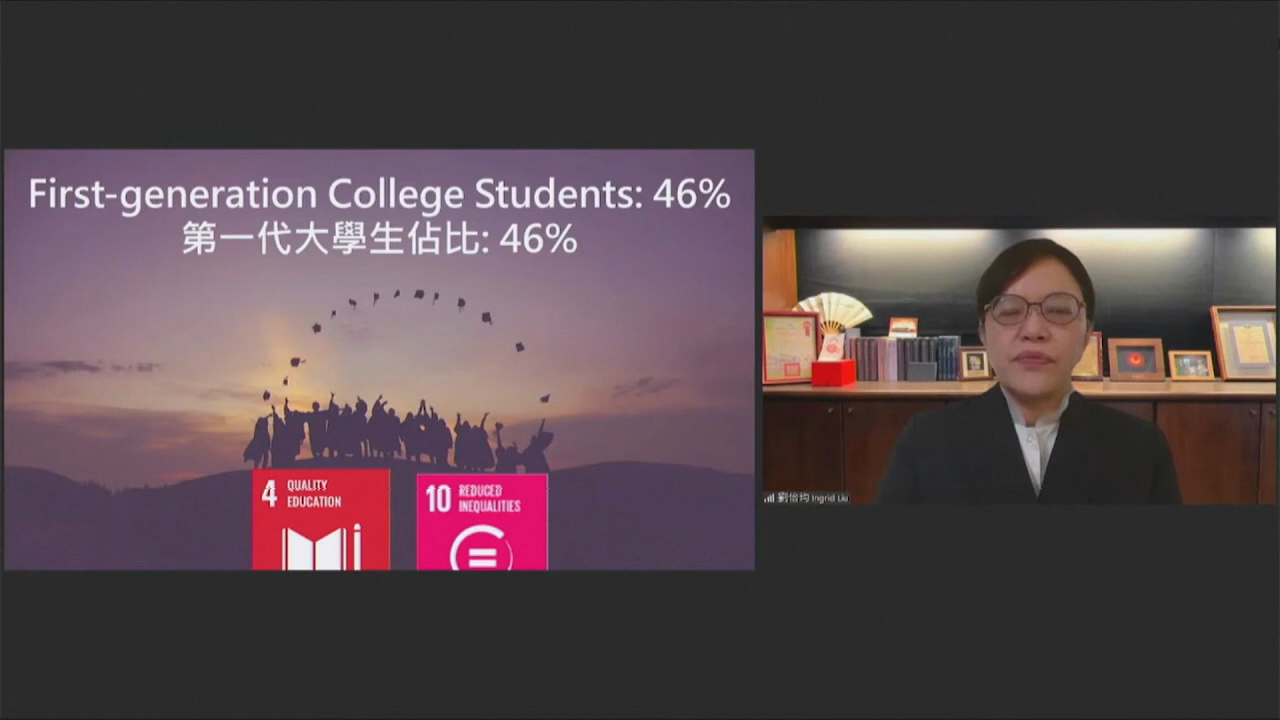 First-generation College Students: 46%
第一代大學生佔比: 46%
4 QUALITY
EDUCATION
10 REDUCED
INEQUALITIES
劉怡均 Ingrid Liu